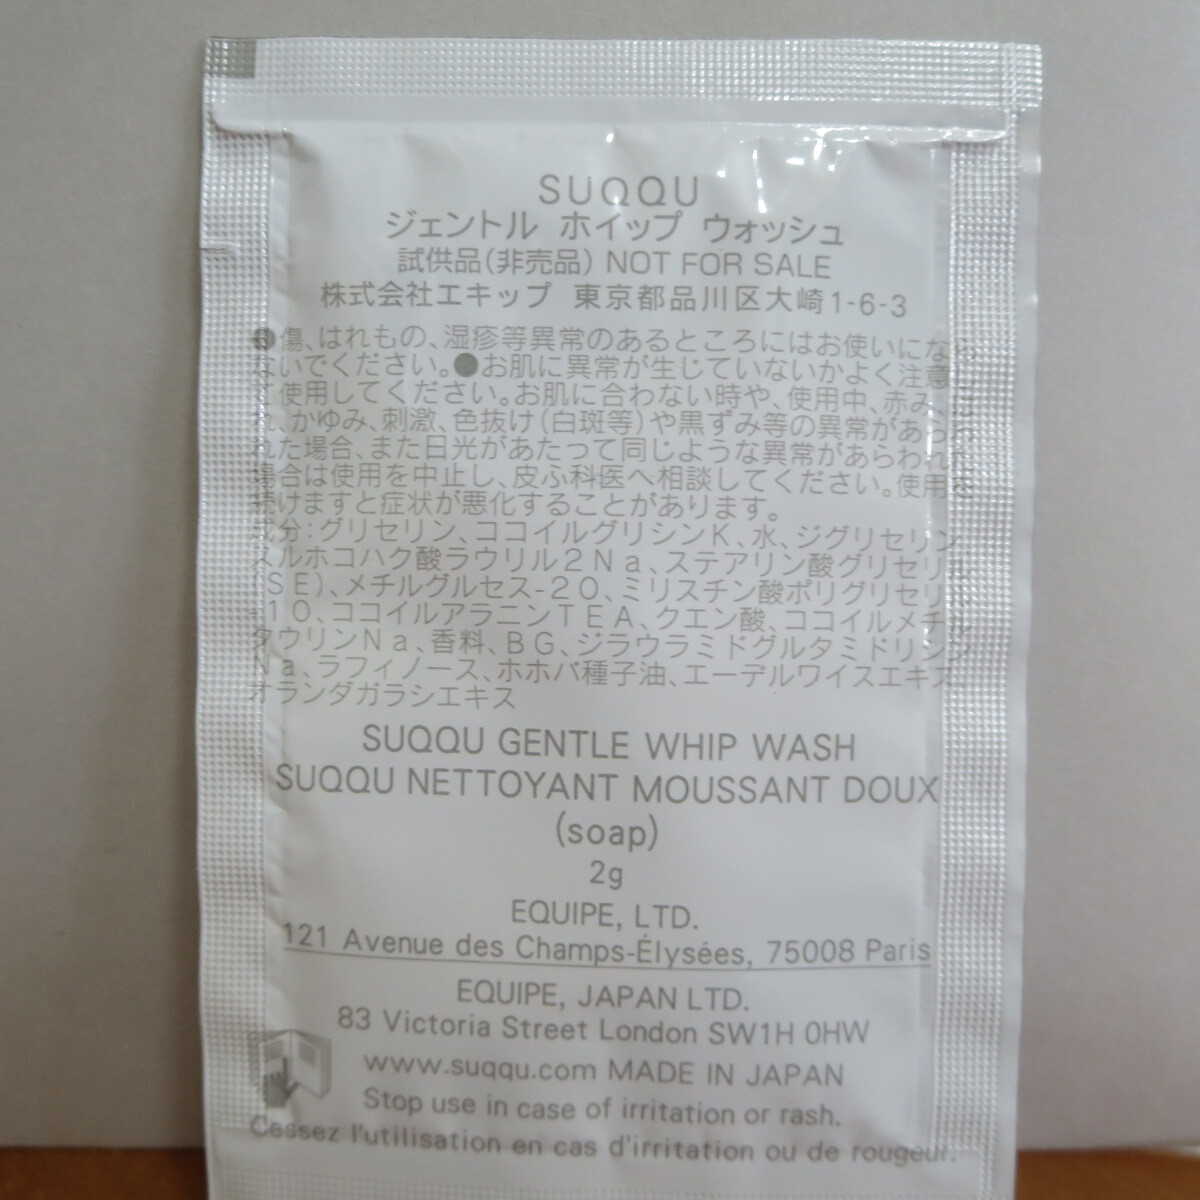 SUQQU
ジェントル ホイップ ウォッシュ
試供品(非売品) NOT FOR SALE
株式会社エキップ 東京都品川区大崎1-6-3
●傷、はれもの、湿疹等異常のあるところにはお使いになら
ないでください。●お肌に異常が生じていないかよく注意し
て使用してください。お肌に合わない時や、使用中、赤み、
れ、かゆみ、刺激、色抜け(白斑等)や黒ずみ等の異常があら
れた場合、また日光があたって同じような異常があらわれた
場合は使用を中止し、皮ふ科医へ相談してください。使用を
続けますと症状が悪化することがあります。
成分:グリセリン、ココイルグリシンK、水、ジグリセリン、
スルホコハク酸ラウリル2Na、ステアリン酸グリセリル
(SE)、メチルグルセス-20、ミリスチン酸ポリグリセリル
-10、ココイルアラニンTEA、クエン酸、ココイルメチル
タウリンNa、香料、BG、ジラウラミドグルタミドリシン
Na、ラフィノース、ホホバ種子油、エーデルワイスエキス、
オランダガラシエキス
SUQQU GENTLE WHIP WASH
SUQQU NETTOYANT MOUSSANT DOUX
(soap)
2g
EQUIPE, LTD.
121 Avenue des Champs-Élysées, 75008 Paris
EQUIPE, JAPAN LTD.
83 Victoria Street London SW1H 0HW
www.suqqu.com MADE IN JAPAN
Stop use in case of irritation or rash.
Cessez l'utilisation en cas d'irritation ou de rougeur.